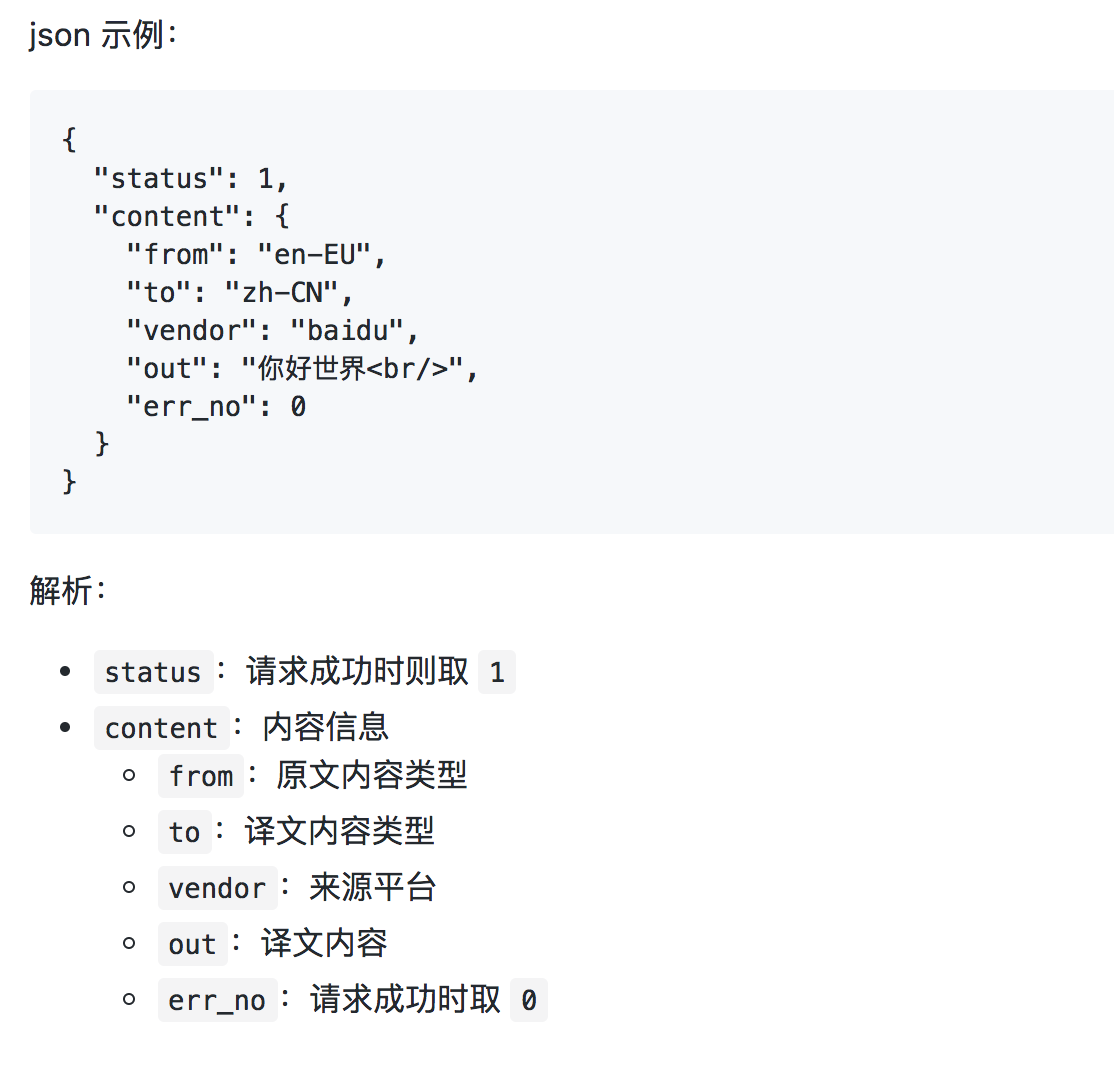 json 示例：
{
  "status": 1,
  "content": {
    "from": "en-EU",
    "to": "zh-CN",
    "vendor": "baidu",
    "out": "你好世界<br/>",
    "err_no": 0
  }
}
解析：
status： 请求成功时则取 1
content： 内容信息
from： 原文内容类型
to： 译文内容类型
vendor： 来源平台
out： 译文内容
err_no： 请求成功时取 0